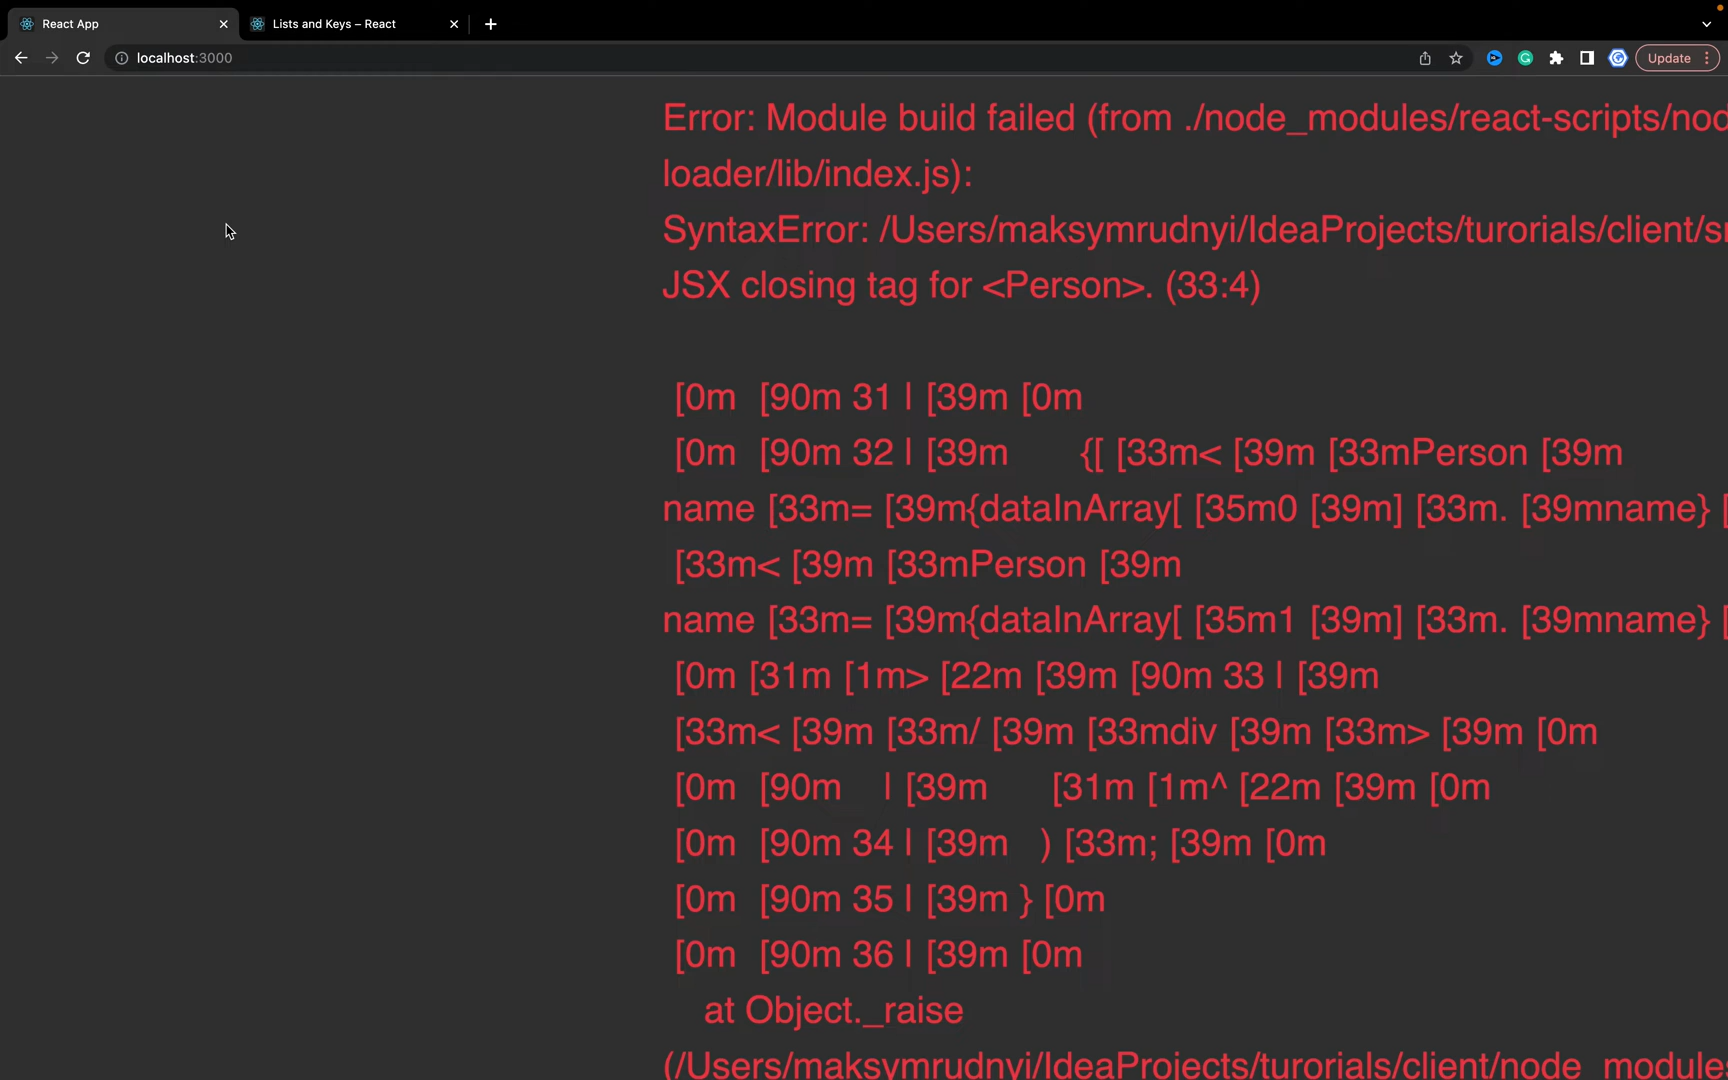 React App
Lists and Keys – React
localhost:3000
Update
Error: Module build failed (from ./node_modules/react-scripts/nod
loader/lib/index.js):
SyntaxError: /Users/maksymrudnyi/IdeaProjects/turorials/client/sr
JSX closing tag for <Person>. (33:4)
[0m [90m 31 | [39m [0m
[0m [90m 32 | [39m {[ [33m< [39m [33mPerson [39m
name [33m= [39m{dataInArray[ [35m0 [39m] [33m. [39mname} [
[33m< [39m [33mPerson [39m
name [33m= [39m{dataInArray[ [35m1 [39m] [33m. [39mname} [
[0m [31m [1m> [22m [39m [90m 33 | [39m
[33m< [39m [33m/ [39m [33mdiv [39m [33m> [39m [0m
[0m [90m | [39m [31m [1m^ [22m [39m [0m
[0m [90m 34 | [39m ) [33m; [39m [0m
[0m [90m 35 | [39m } [0m
[0m [90m 36 | [39m [0m
at Object._raise
(/Users/maksymrudnyi/IdeaProjects/turorials/client/node_modules